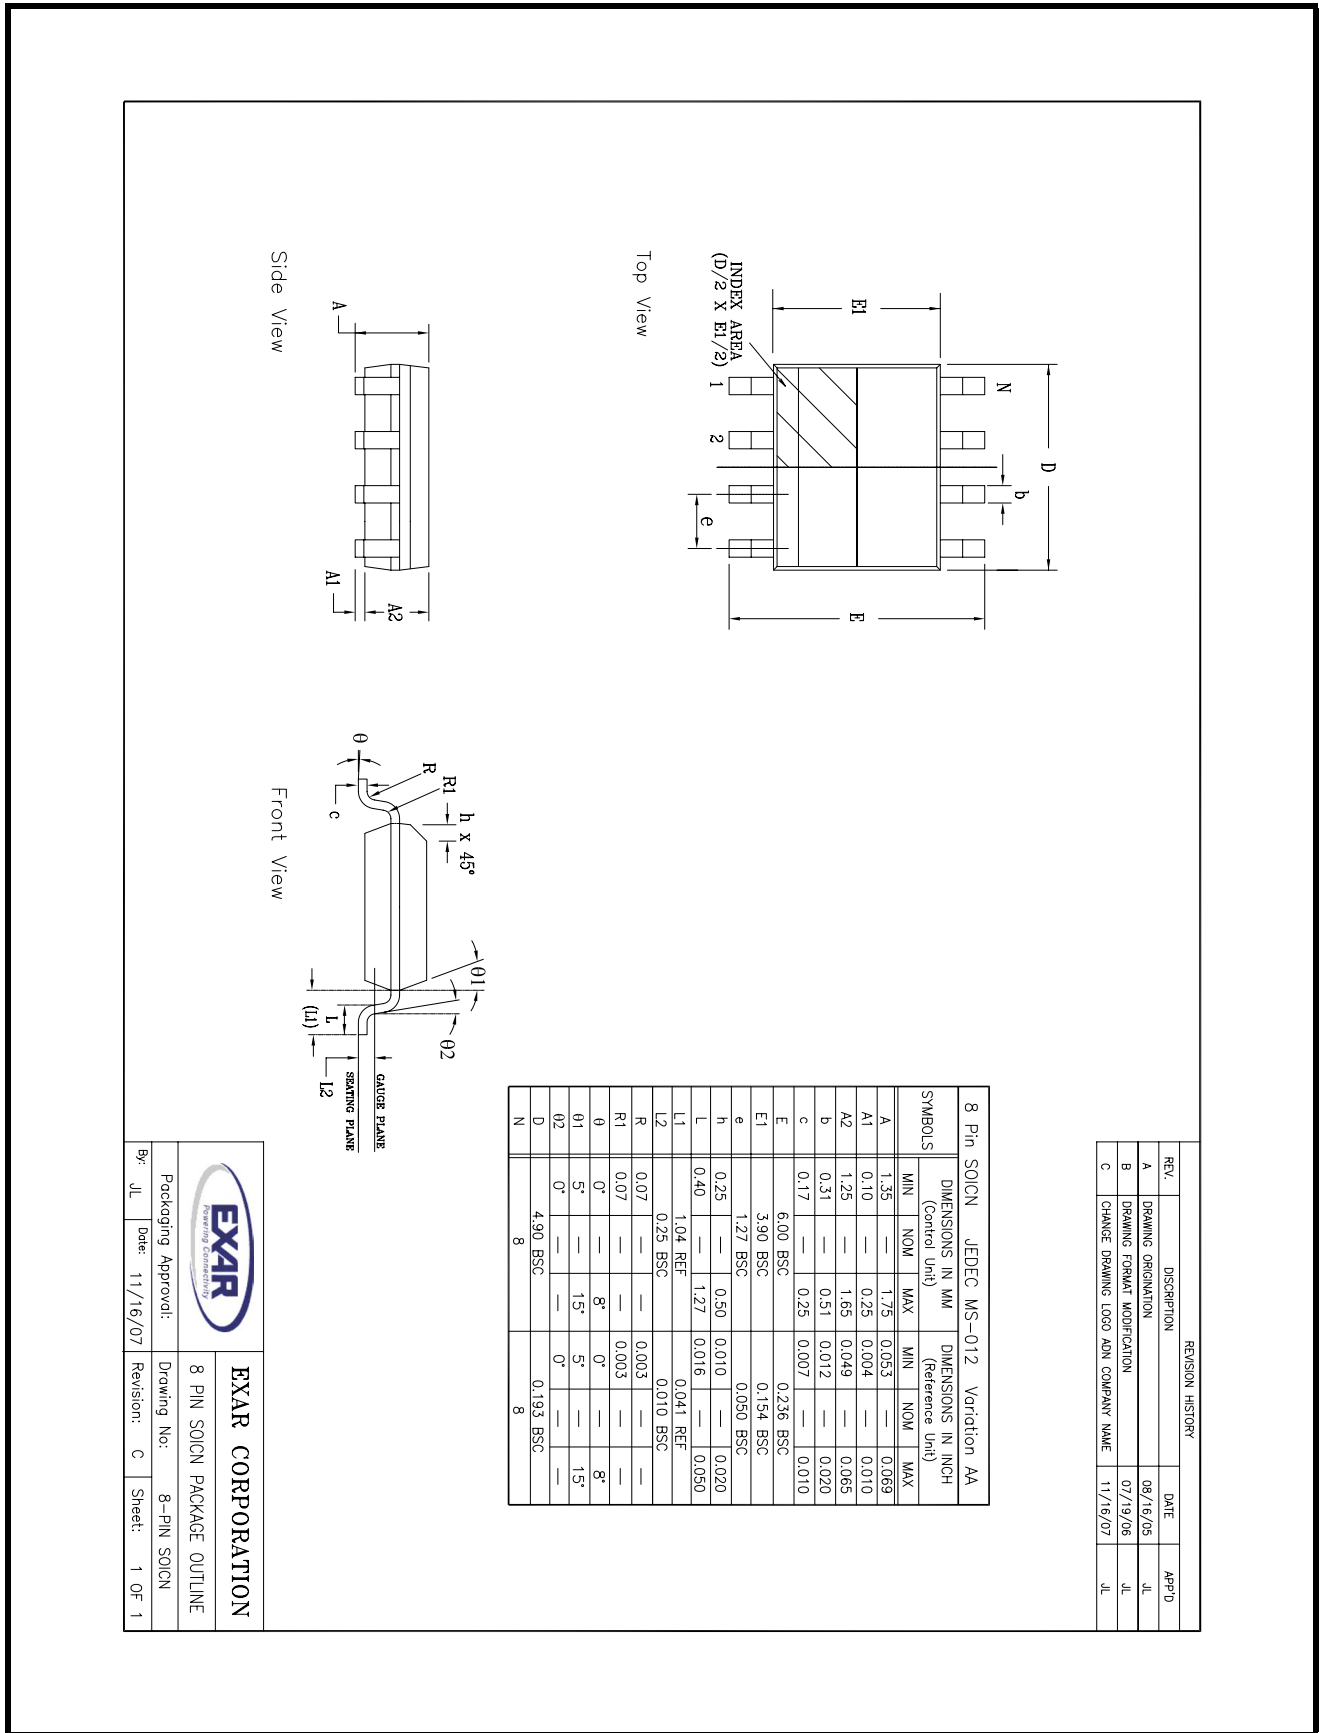 REVISION HISTORY
REV. DISCRIPTION DATE APP'D
A DRAWING ORIGINATION 08/16/05 JL
B DRAWING FORMAT MODIFICATION 07/19/06 JL
C CHANGE DRAWING LOGO ADN COMPANY NAME 11/16/07 JL
D
N
b
E1
E
INDEX AREA
(D/2 X E1/2)
1
2
e
Top View
8 Pin SOICN JEDEC MS-012 Variation AA
SYMBOLS DIMENSIONS IN MM (Control Unit) DIMENSIONS IN INCH (Reference Unit)
MIN NOM MAX MIN NOM MAX
A 1.35 — 1.75 0.053 — 0.069
A1 0.10 — 0.25 0.004 — 0.010
A2 1.25 — 1.65 0.049 — 0.065
b 0.31 — 0.51 0.012 — 0.020
c 0.17 — 0.25 0.007 — 0.010
E 6.00 BSC 0.236 BSC
E1 3.90 BSC 0.154 BSC
e 1.27 BSC 0.050 BSC
h 0.25 — 0.50 0.010 — 0.020
L 0.40 — 1.27 0.016 — 0.050
L1 1.04 REF 0.041 REF
L2 0.25 BSC 0.010 BSC
R 0.07 — — 0.003 — —
R1 0.07 — — 0.003 — —
θ 0° — 8° 0° — 8°
θ1 5° — 15° 5° — 15°
θ2 0° — — 0° — —
D 4.90 BSC 0.193 BSC
N 8 8
A
A2
A1
Side View
h x 45°
R1
R
θ
c
θ1
θ2
L
(L1)
L2
GAUGE PLANE
SEATING PLANE
Front View
EXAR
Powering Connectivity
EXAR CORPORATION
8 PIN SOICN PACKAGE OUTLINE
Packaging Approval: Drawing No: 8-PIN SOICN
By: JL Date: 11/16/07 Revision: C Sheet: 1 OF 1